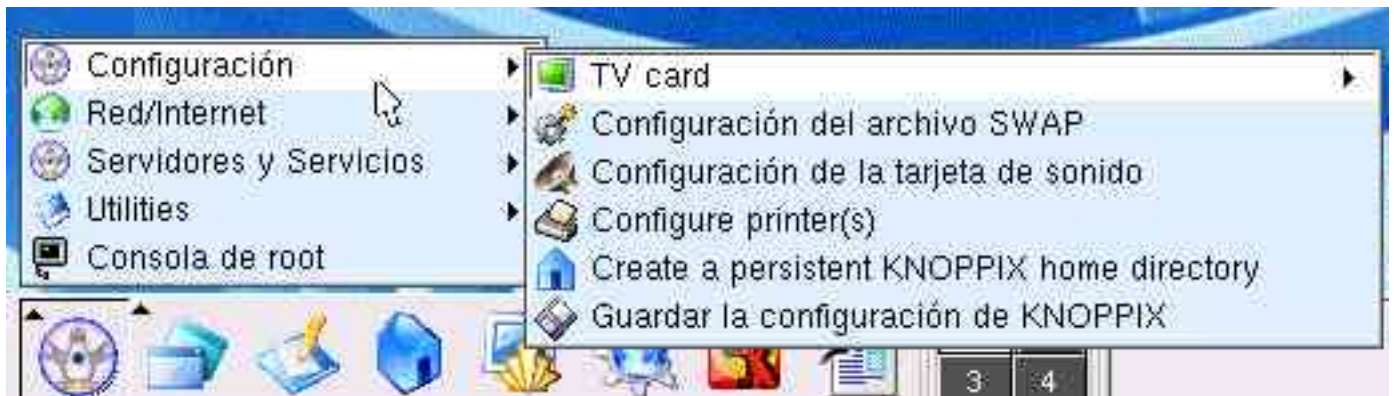 Configuración
Red/Internet
Servidores y Servicios
Utilities
Consola de root
TV card
Configuración del archivo SWAP
Configuración de la tarjeta de sonido
Configure printer(s)
Create a persistent KNOPPIX home directory
Guardar la configuración de KNOPPIX
3 4